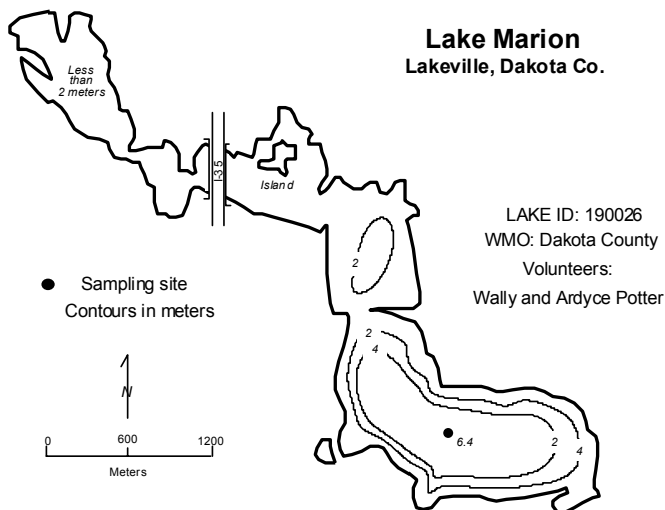 Lake Marion
Lakeville, Dakota Co.
Less
than
2 meters
I-35
Island
LAKE ID: 190026
WMO: Dakota County
Volunteers:
Wally and Ardyce Potter
2
Sampling site
Contours in meters
2
4
N
0 600 1200
Meters
6.4
2
4